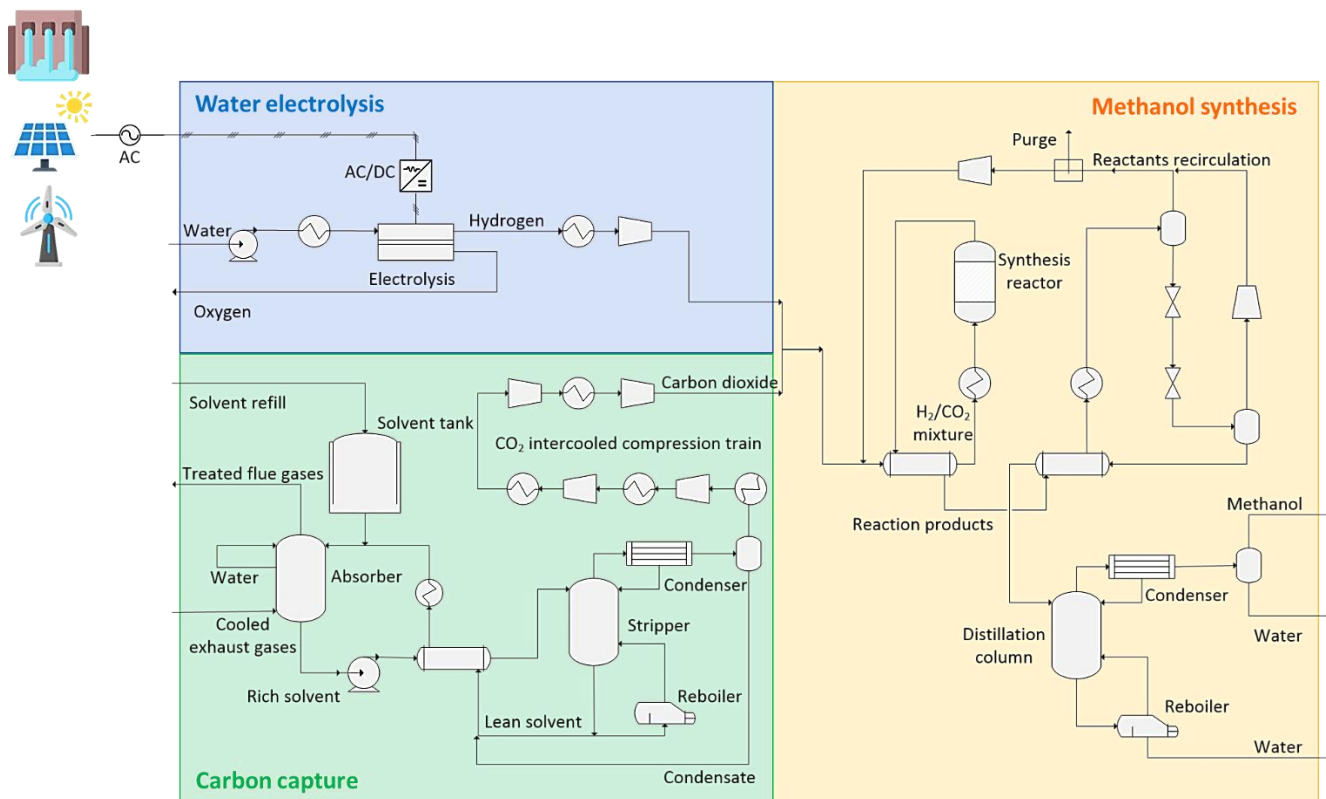 Water electrolysis
Methanol synthesis
AC
AC/DC
Water
Hydrogen
Electrolysis
Oxygen
Purge
Reactants recirculation
Synthesis
reactor
H₂/CO₂
mixture
Reaction products
Methanol
Condenser
Water
Distillation
column
Reboiler
Water
Solvent refill
Solvent tank
Carbon dioxide
CO₂ intercooled compression train
Treated flue gases
Water
Absorber
Cooled
exhaust gases
Rich solvent
Condenser
Stripper
Reboiler
Lean solvent
Condensate
Carbon capture